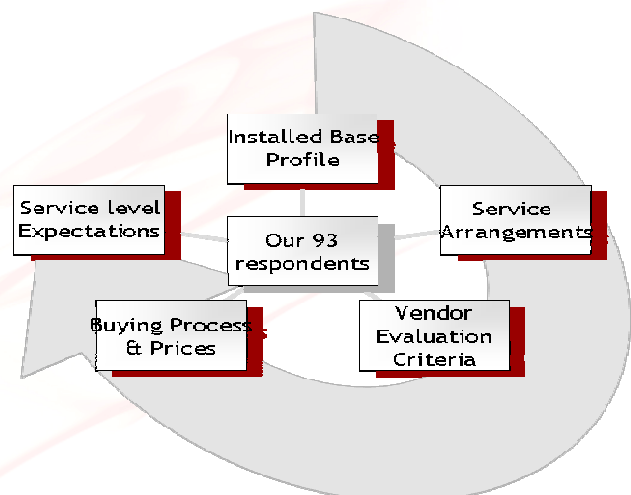 Installed Base
Profile
Service level
Expectations
Service
Arrangements
Our 93
respondents
Buying Process
& Prices
Vendor
Evaluation
Criteria